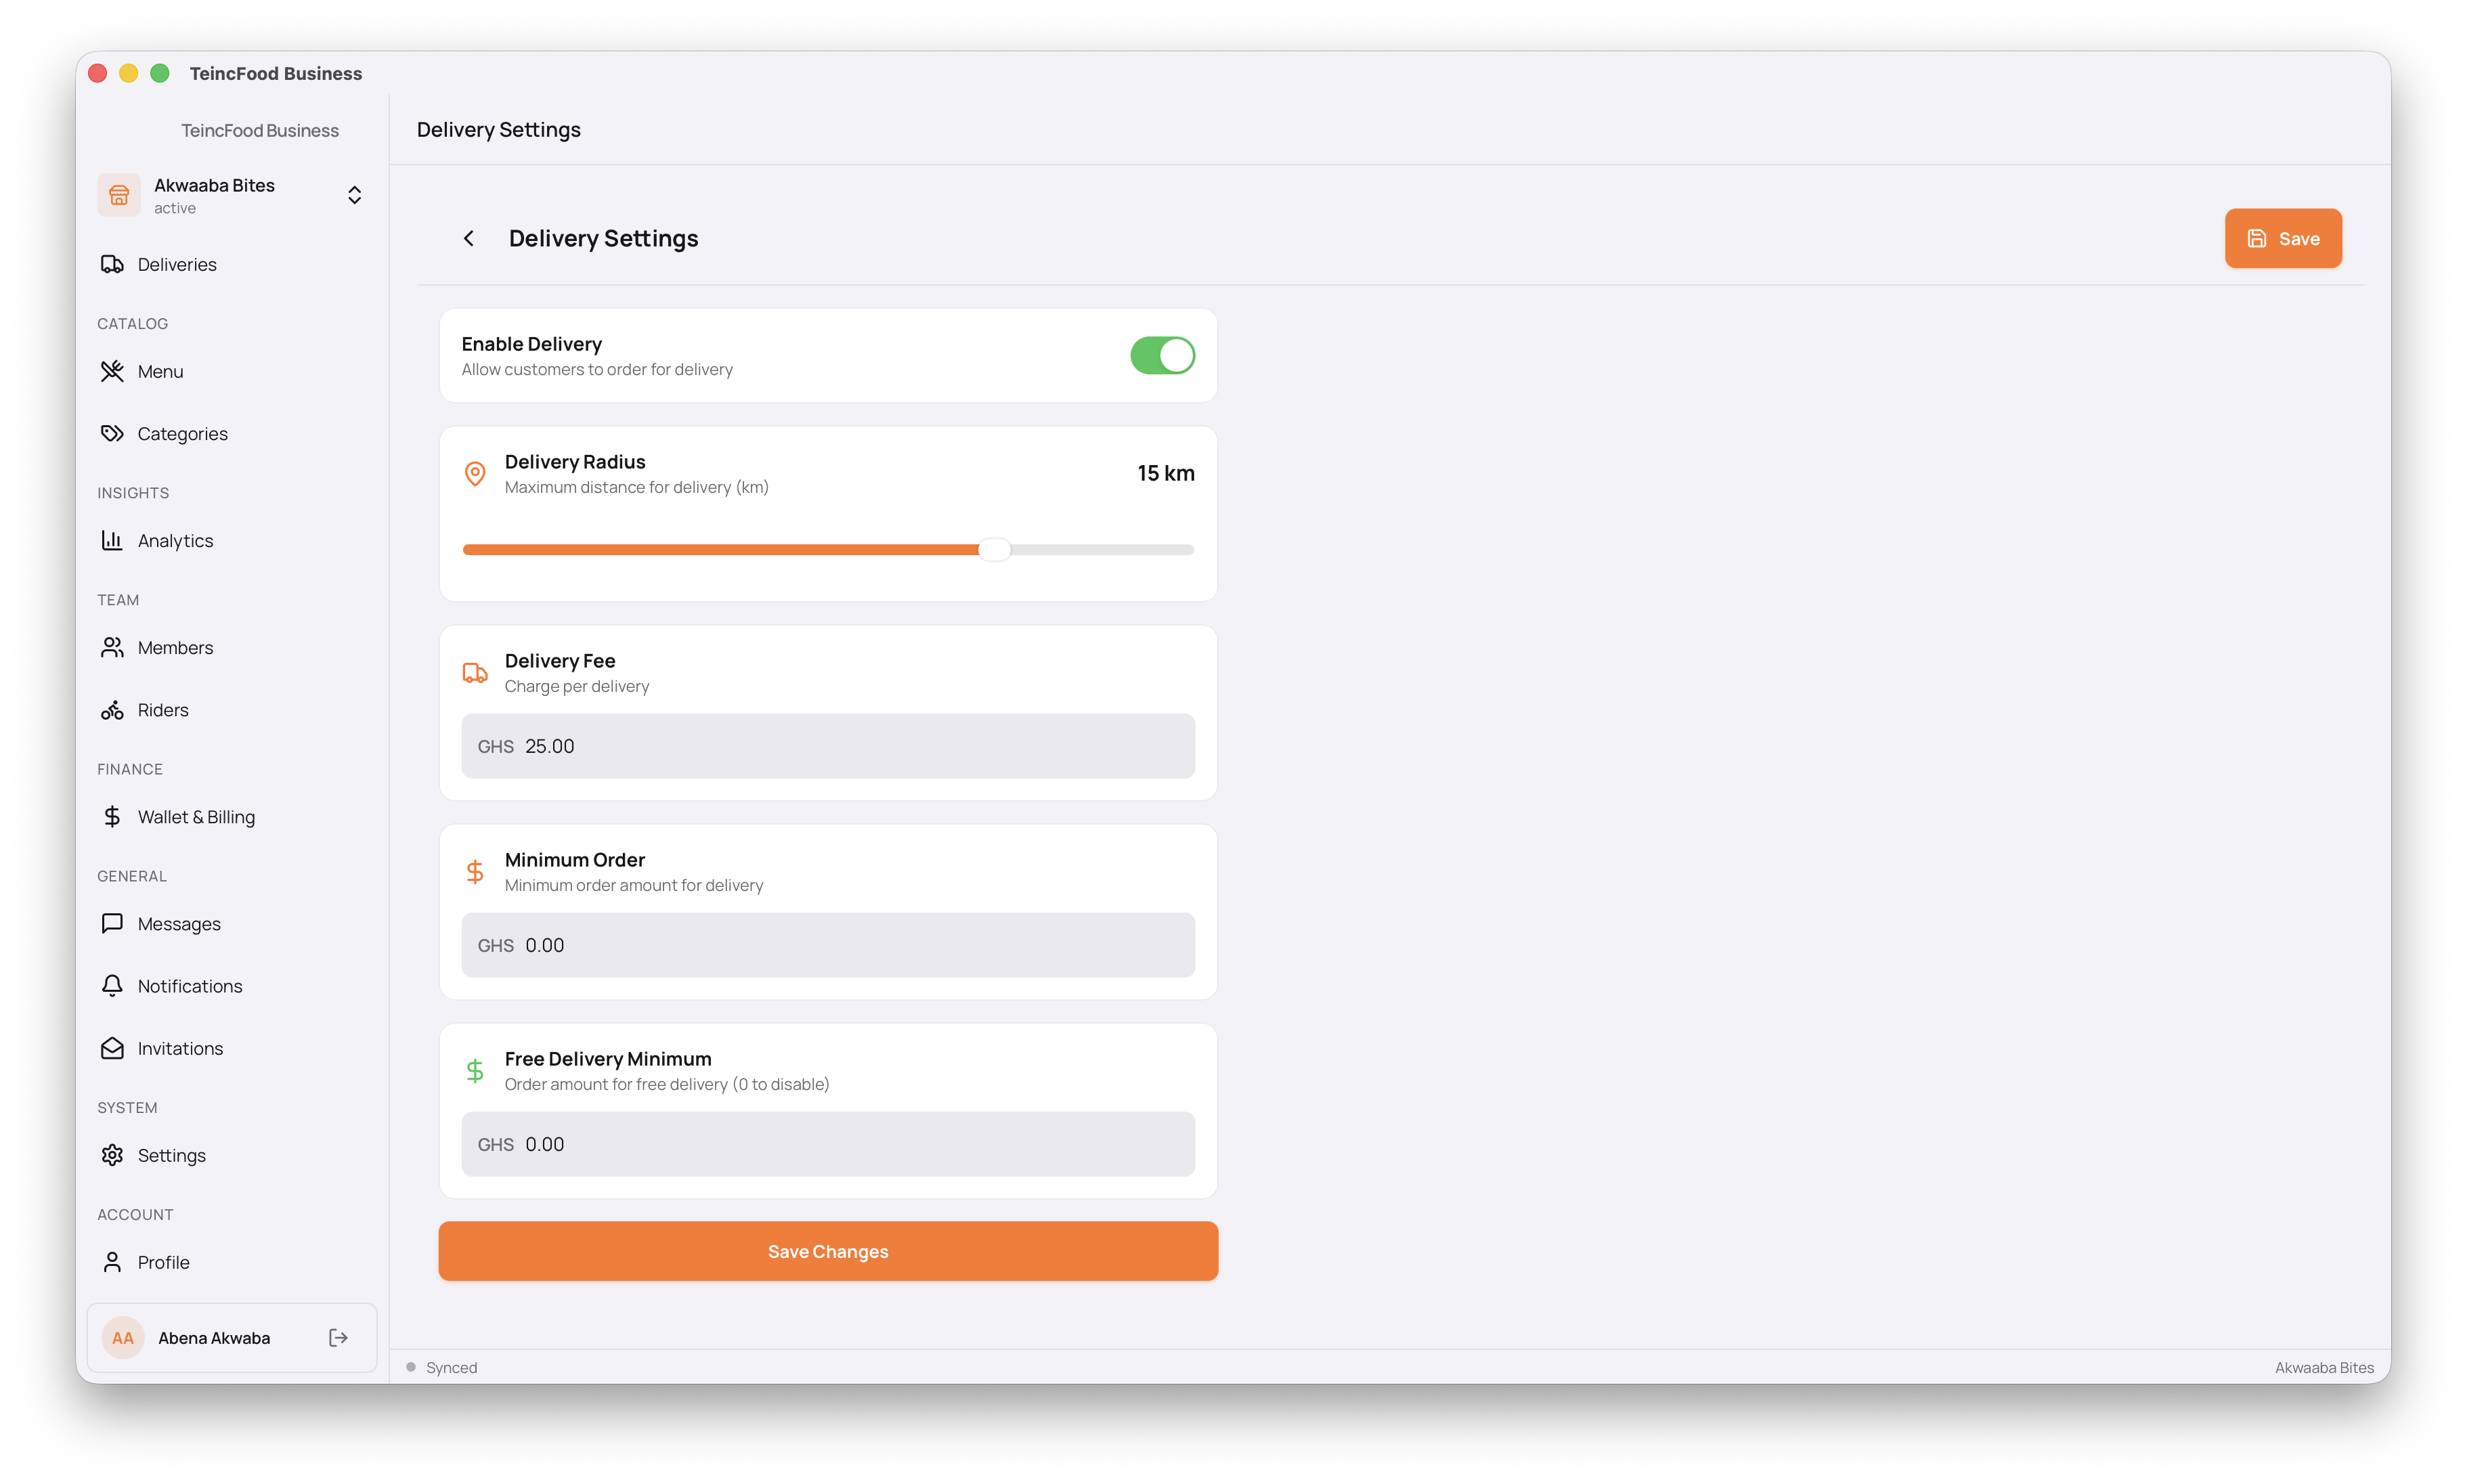 TeincFood Business
TeincFood Business
Akwaaba Bites
active
Deliveries
CATALOG
Menu
Categories
INSIGHTS
Analytics
TEAM
Members
Riders
FINANCE
Wallet & Billing
GENERAL
Messages
Notifications
Invitations
SYSTEM
Settings
ACCOUNT
Profile
AA Abena Akwaba
Delivery Settings
Delivery Settings
Save
Enable Delivery
Allow customers to order for delivery
Delivery Radius
Maximum distance for delivery (km)
15 km
Delivery Fee
Charge per delivery
GHS 25.00
Minimum Order
Minimum order amount for delivery
GHS 0.00
Free Delivery Minimum
Order amount for free delivery (0 to disable)
GHS 0.00
Save Changes
Synced
Akwaaba Bites